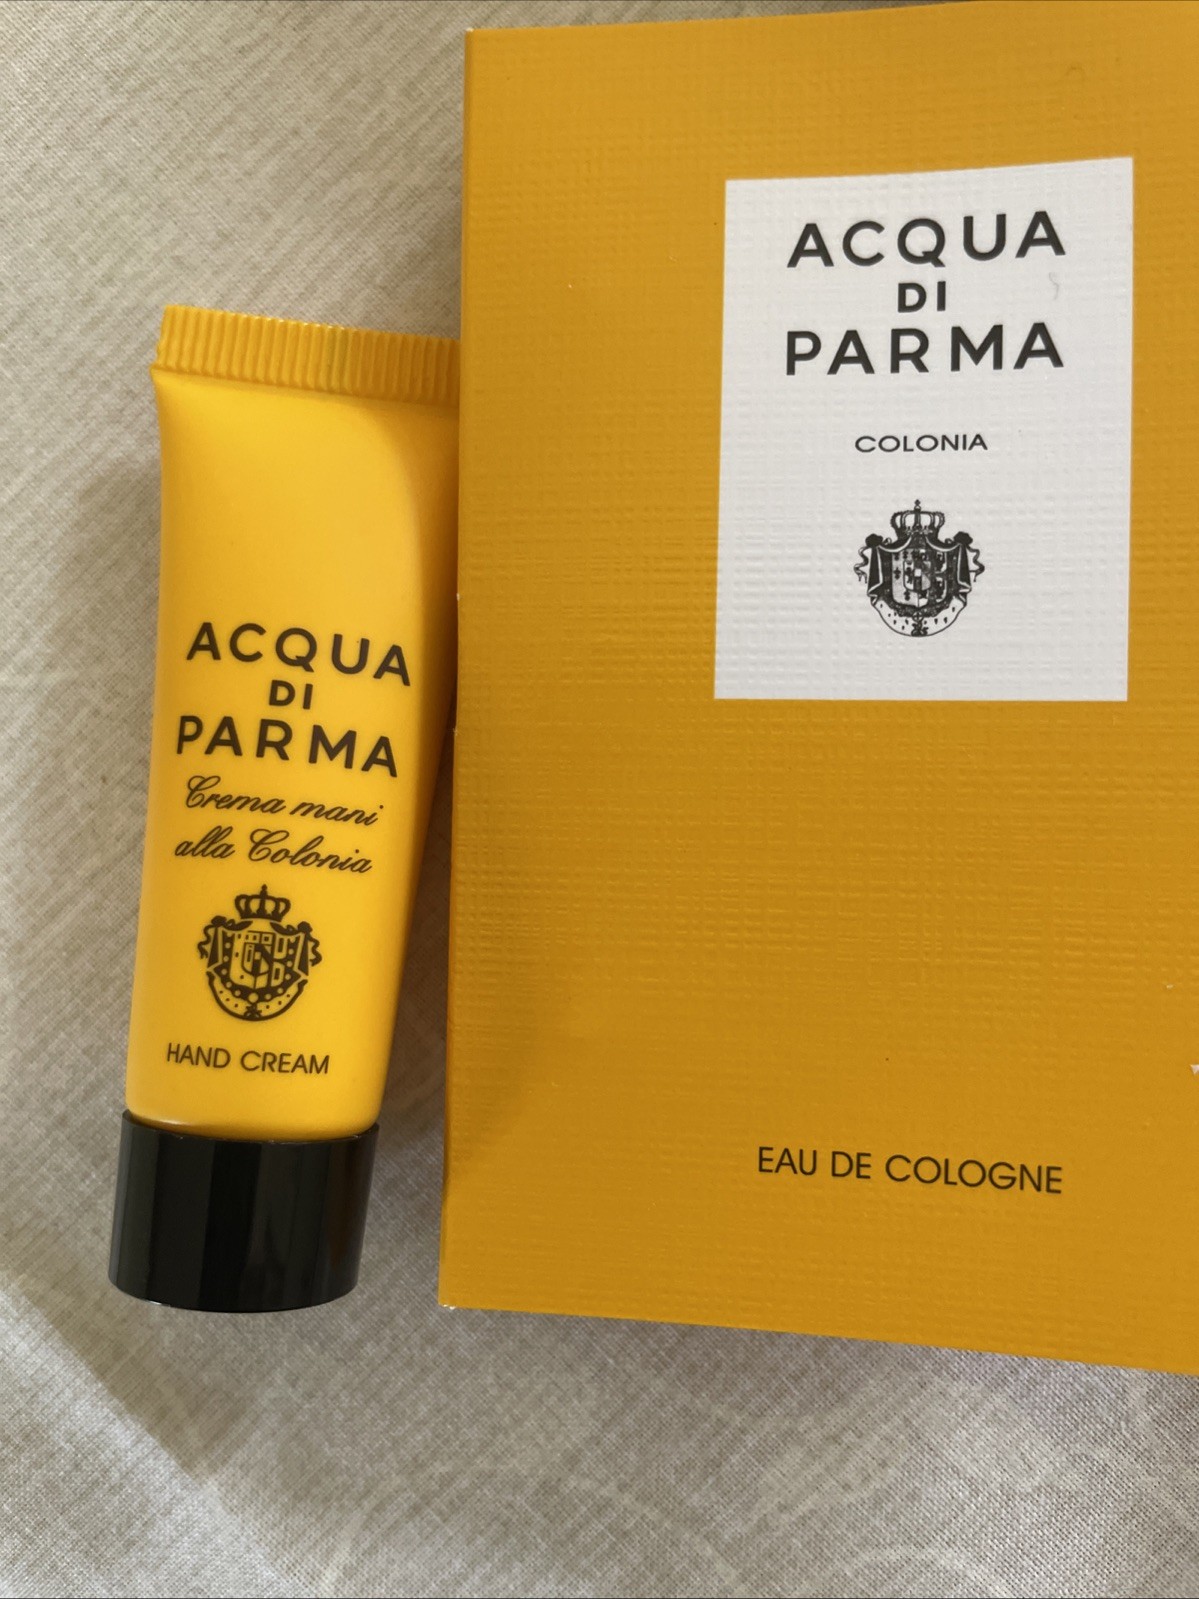 ACQUA
DI
PARMA
Crema mani
alla Colonia
HAND CREAM
ACQUA
DI
PARMA
COLONIA
EAU DE COLOGNE